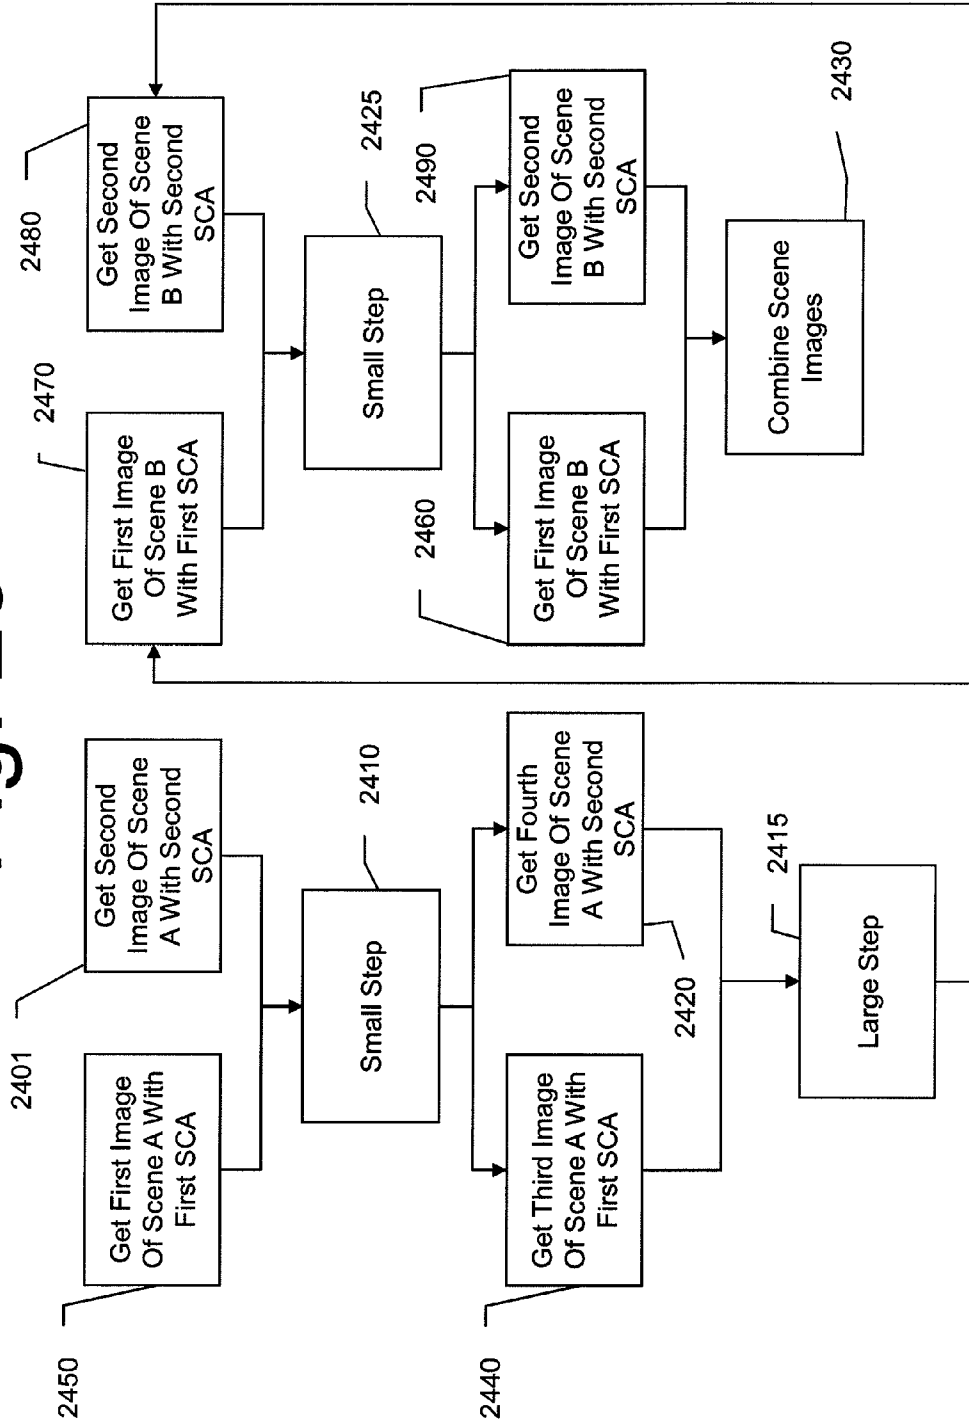 2450
Get First Image
Of Scene A With
First SCA
2401
Get Second
Image Of Scene
A With Second
SCA
Small Step
2410
2440
Get Third Image
Of Scene A With
First SCA
Get Fourth
Image Of Scene
A With Second
SCA
2420
Large Step
2415
2470
Get First Image
Of Scene B
With First SCA
2480
Get Second
Image Of Scene
B With Second
SCA
Small Step
2425
2460
Get First Image
Of Scene B
With First SCA
2490
Get Second
Image Of Scene
B With Second
SCA
Combine Scene
Images
2430